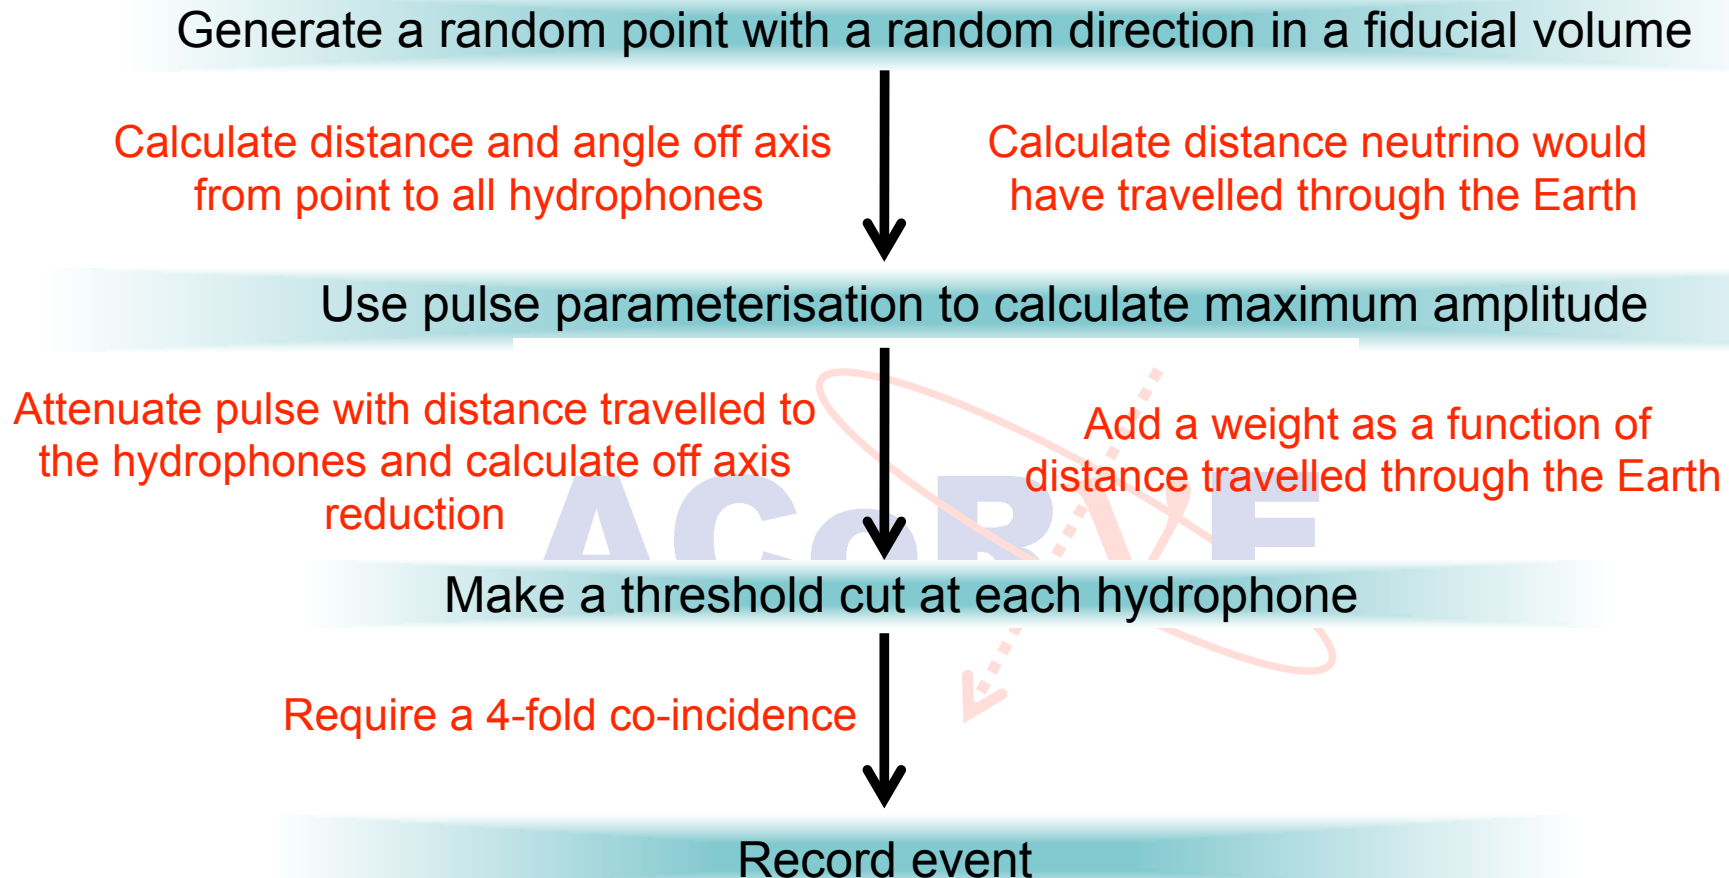 Generate a random point with a random direction in a fiducial volume
Calculate distance and angle off axis
from point to all hydrophones
Calculate distance neutrino would
have travelled through the Earth
Use pulse parameterisation to calculate maximum amplitude
Attenuate pulse with distance travelled to
the hydrophones and calculate off axis
reduction
Add a weight as a function of
distance travelled through the Earth
ACoRNE
Make a threshold cut at each hydrophone
Require a 4-fold co-incidence
Record event